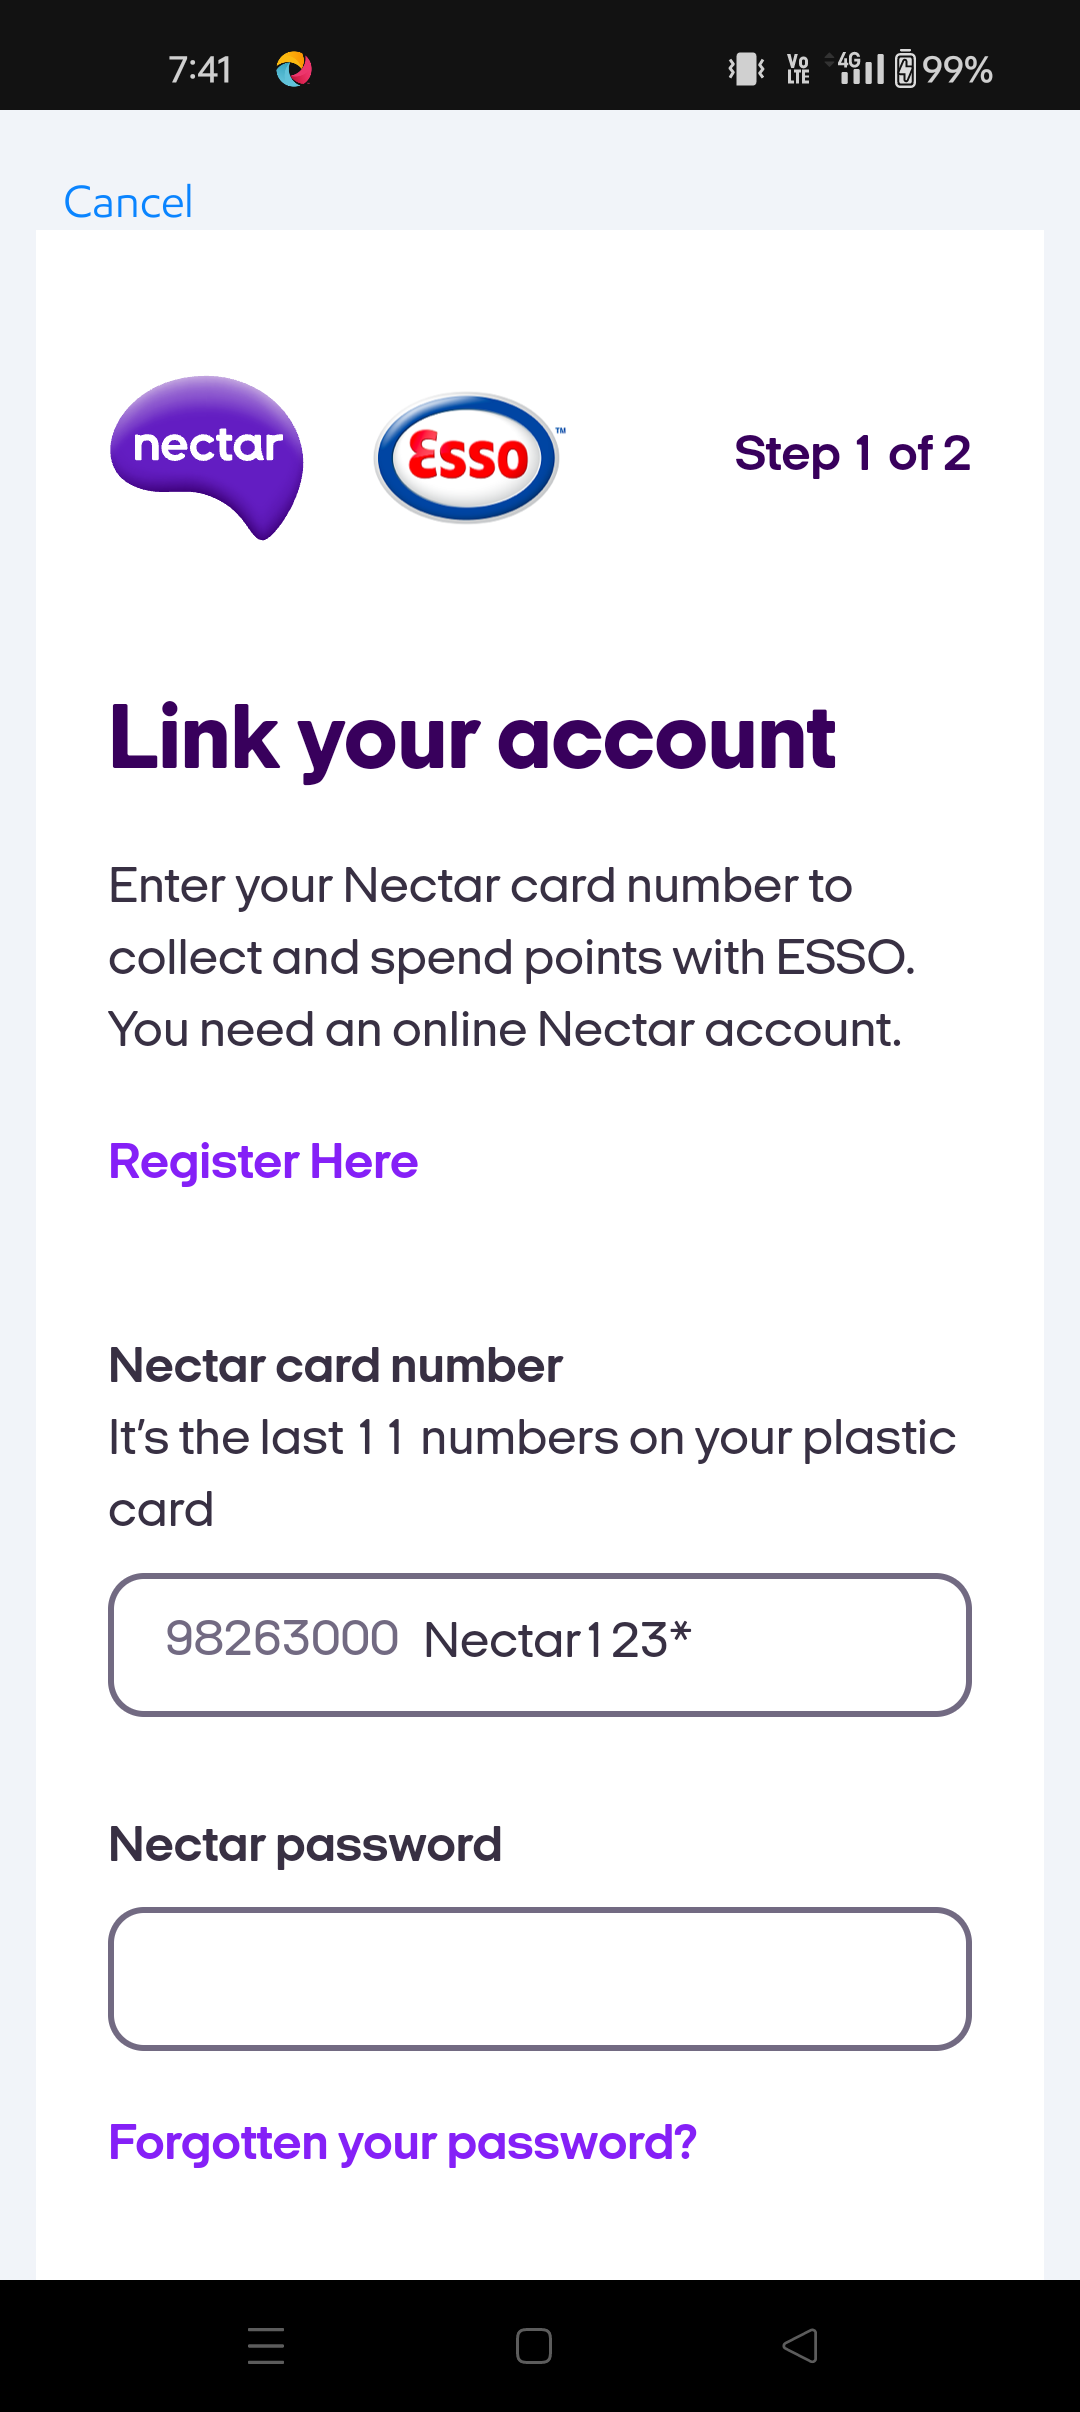 7:41 Vo LTE 4G 99%
Cancel
nectar Esso™ Step 1 of 2
Link your account
Enter your Nectar card number to
collect and spend points with ESSO.
You need an online Nectar account.
Register Here
Nectar card number
It's the last 11 numbers on your plastic
card
98263000 Nectar123*
Nectar password
Forgotten your password?